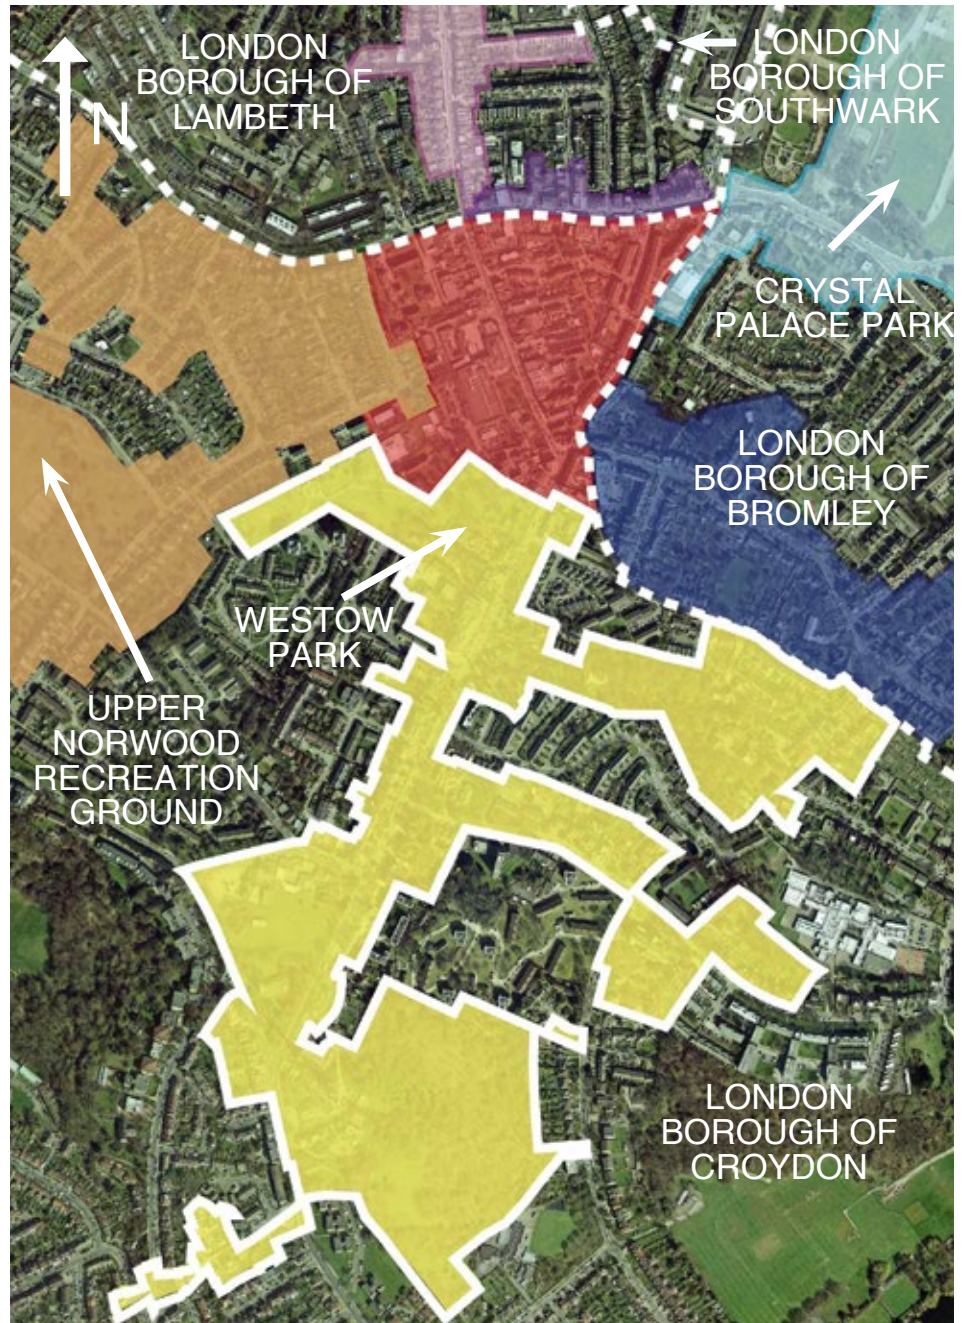 LONDON
BOROUGH OF
LAMBETH
N
LONDON
BOROUGH OF
SOUTHWARK
CRYSTAL
PALACE PARK
LONDON
BOROUGH OF
BROMLEY
WESTOW
PARK
UPPER
NORWOOD
RECREATION
GROUND
LONDON
BOROUGH OF
CROYDON